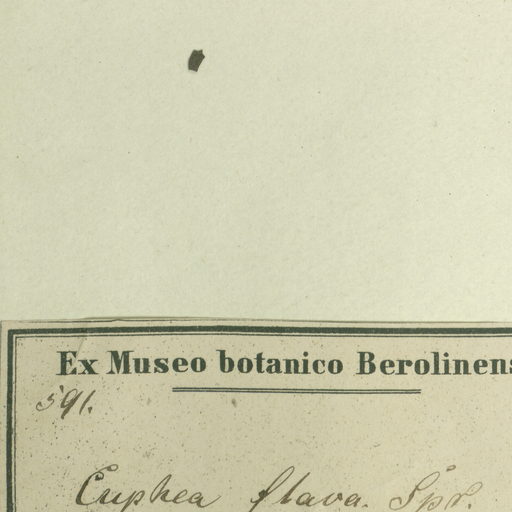 Ex Museo botanico Berolinens
591.
Cuphea flava. Spr.